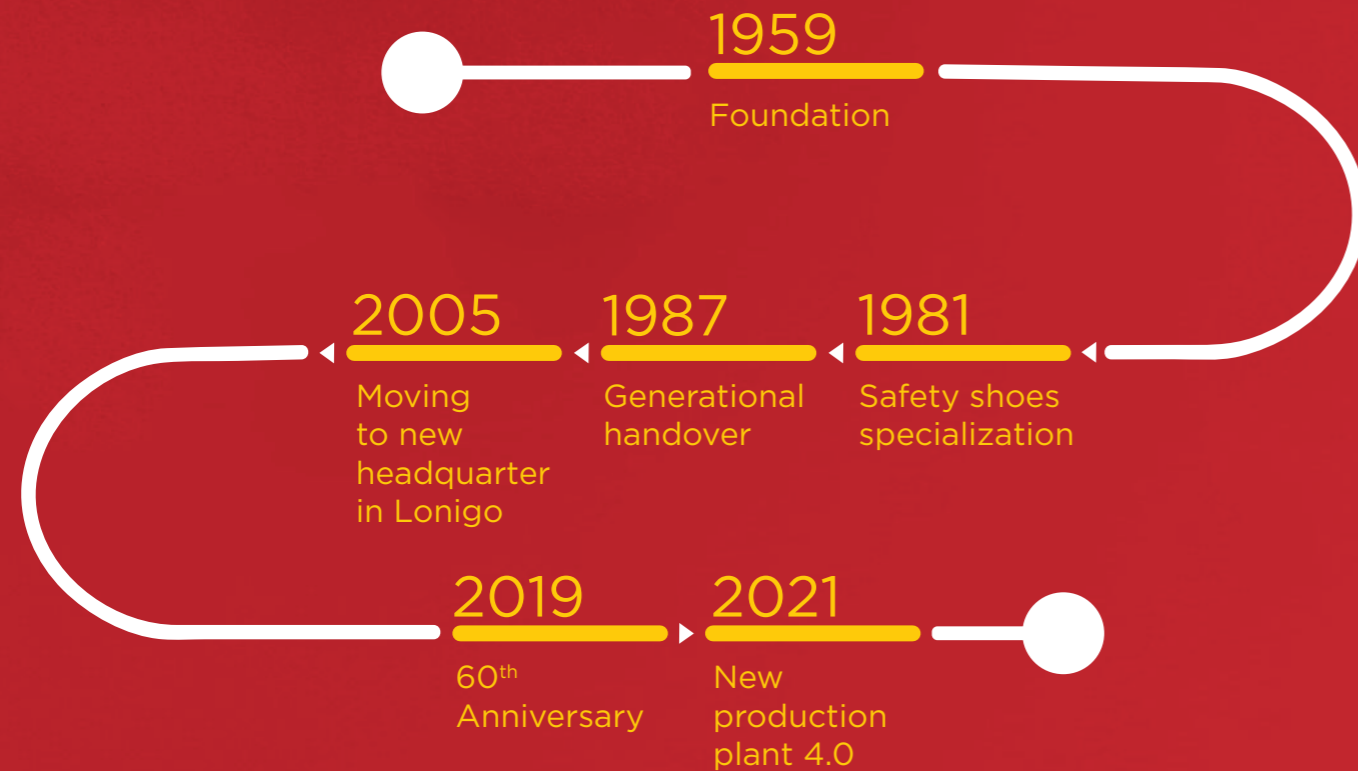 1959
Foundation
1981
Safety shoes
specialization
1987
Generational
handover
2005
Moving
to new
headquarter
in Lonigo
2019
60th
Anniversary
2021
New
production
plant 4.0